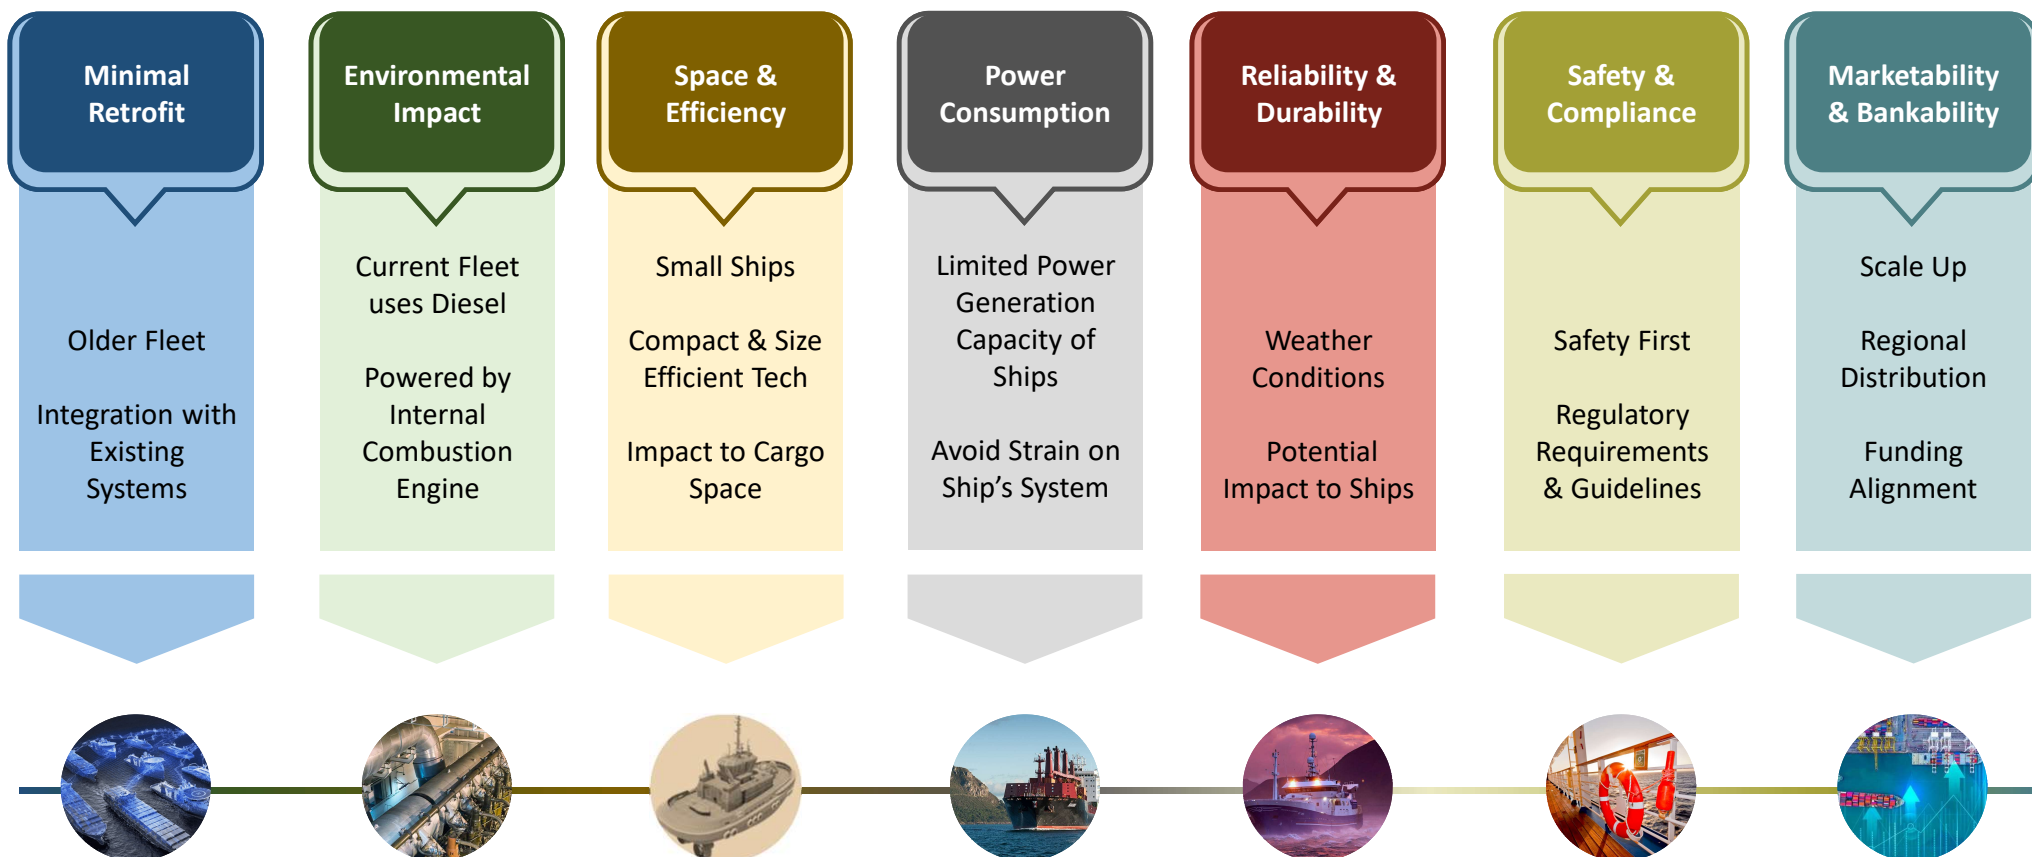 Minimal
Retrofit
Older Fleet
Integration with
Existing
Systems
Environmental
Impact
Current Fleet
uses Diesel
Powered by
Internal
Combustion
Engine
Space &
Efficiency
Small Ships
Compact & Size
Efficient Tech
Impact to Cargo
Space
Power
Consumption
Limited Power
Generation
Capacity of
Ships
Avoid Strain on
Ship's System
Reliability &
Durability
Weather
Conditions
Potential
Impact to Ships
Safety &
Compliance
Safety First
Regulatory
Requirements
& Guidelines
Marketability
& Bankability
Scale Up
Regional
Distribution
Funding
Alignment